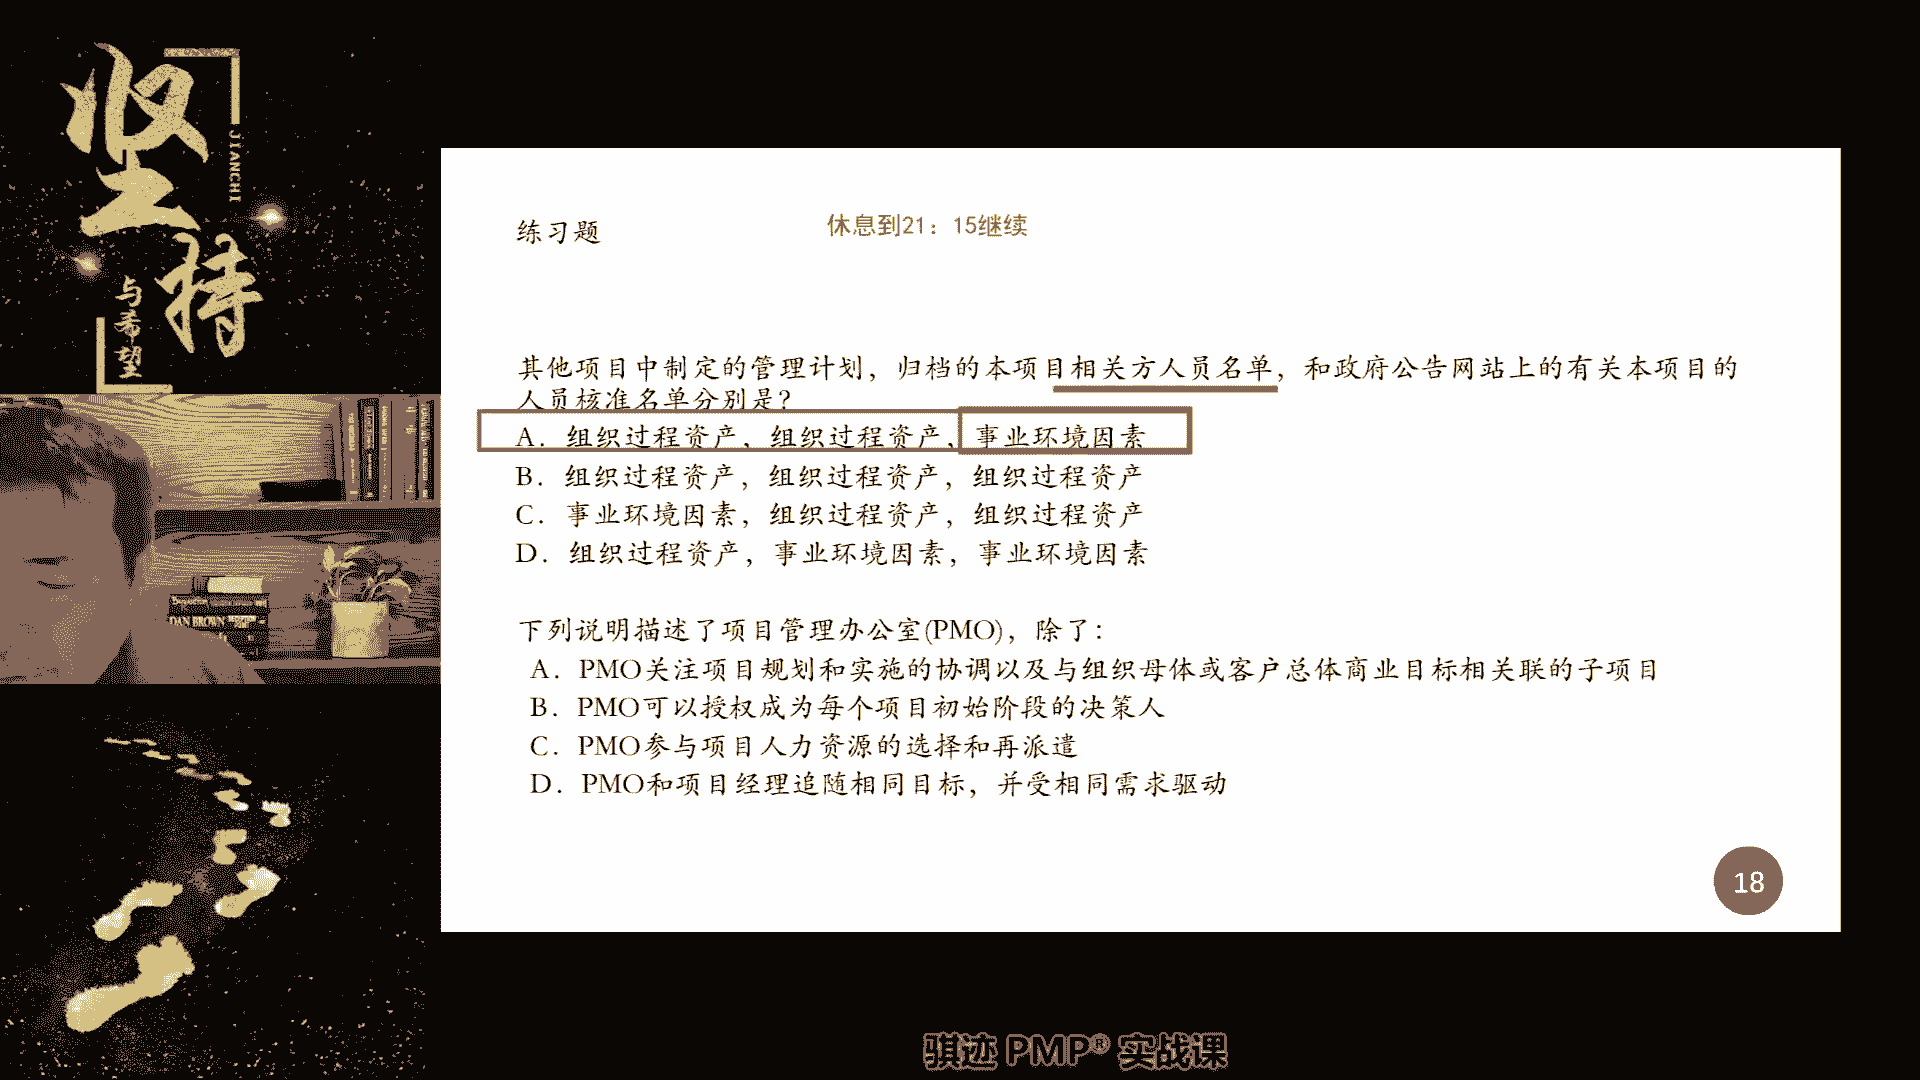 坚持
JIANCHI
与希望
DAN BROWN
练习题
休息到21：15继续
其他项目中制定的管理计划，归档的本项目相关方人员名单，和政府公告网站上的有关本项目的
人员核准名单分别是？
A．组织过程资产，组织过程资产，事业环境因素
B．组织过程资产，组织过程资产，组织过程资产
C．事业环境因素，组织过程资产，组织过程资产
D．组织过程资产，事业环境因素，事业环境因素
下列说明描述了项目管理办公室(PMO)，除了：
A．PMO关注项目规划和实施的协调以及与组织母体或客户总体商业目标相关联的子项目
B．PMO可以授权成为每个项目初始阶段的决策人
C．PMO参与项目人力资源的选择和再派遣
D．PMO和项目经理追随相同目标，并受相同需求驱动
18
骐迹 PMP® 实战课